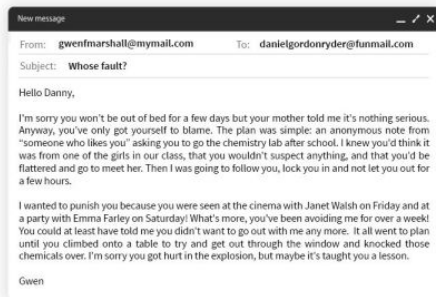 New message
From: gwenfmarshall@mymail.com To: danielgordonryder@funmail.com
Subject: Whose fault?
Hello Danny,
I'm sorry you won't be out of bed for a few days but your mother told me it's nothing serious.
Anyway, you've only got yourself to blame. The plan was simple: an anonymous note from
"someone who likes you" asking you to go the chemistry lab after school. I knew you'd think it
was from one of the girls in our class, that you wouldn't suspect anything, and that you'd be
flattered and go to meet her. Then I was going to follow you, lock you in and not let you out for
a few hours.
I wanted to punish you because you were seen at the cinema with Janet Walsh on Friday and at
a party with Emma Farley on Saturday! What's more, you've been avoiding me for over a week!
You could at least have told me you didn't want to go out with me any more. It all went to plan
until you climbed onto a table to try and get out through the window and knocked those
chemicals over. I'm sorry you got hurt in the explosion, but maybe it's taught you a lesson.
Gwen